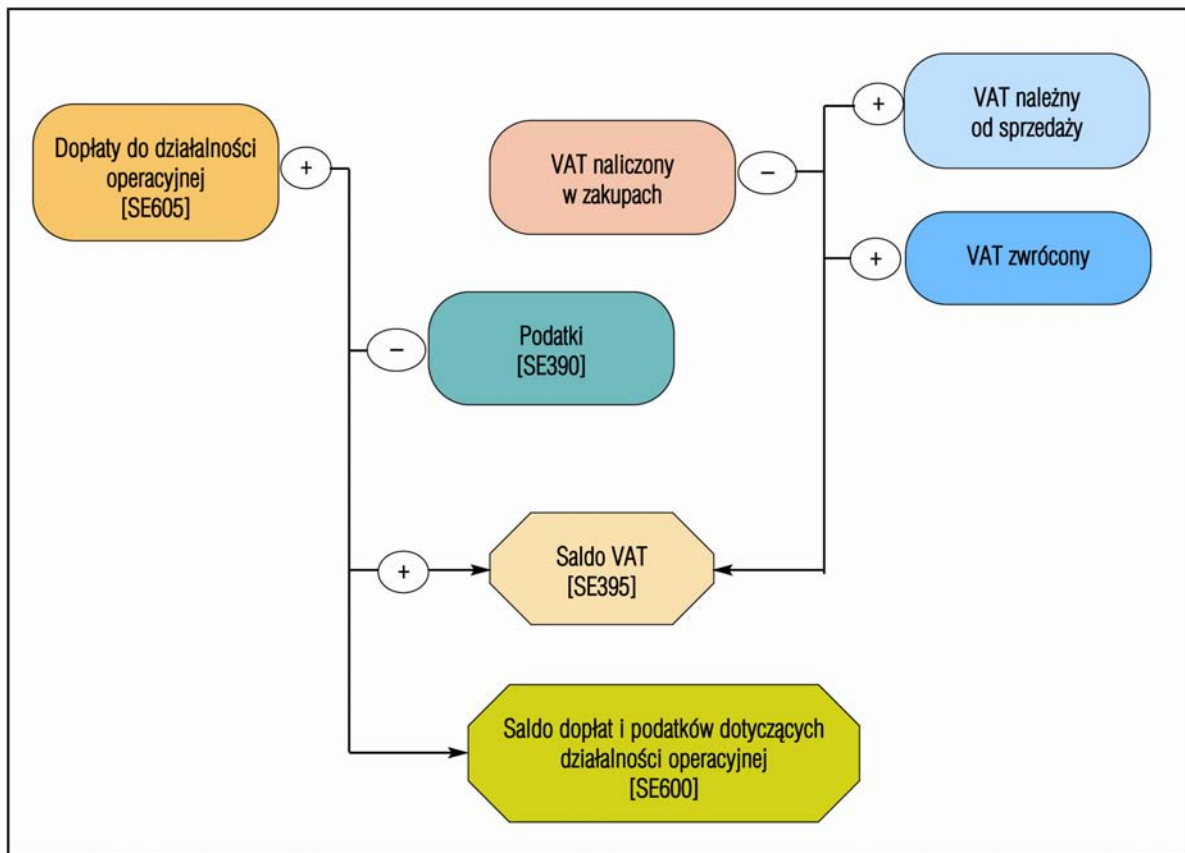 Dopłaty do działalności
operacyjnej
[SE605]
+
VAT naliczony
w zakupach
–
+
VAT należny
od sprzedaży
+
VAT zwrócony
–
Podatki
[SE390]
+
Saldo VAT
[SE395]
Saldo dopłat i podatków dotyczących
działalności operacyjnej
[SE600]